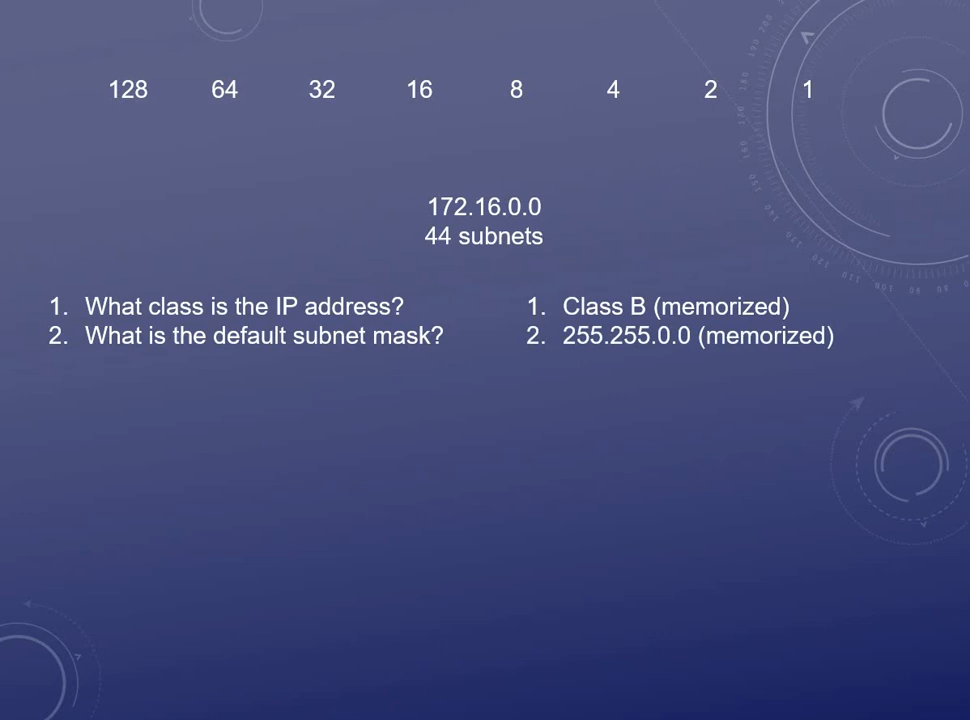 128 64 32 16 8 4 2 1
172.16.0.0
44 subnets
1. What class is the IP address?
2. What is the default subnet mask?
1. Class B (memorized)
2. 255.255.0.0 (memorized)